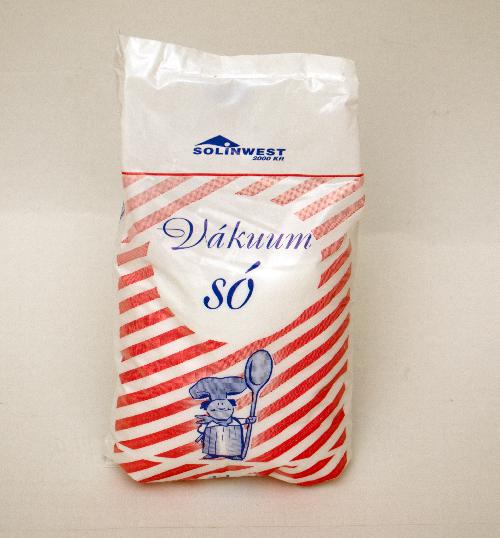 SOLINWEST
2000 Kft
Vákuum
só